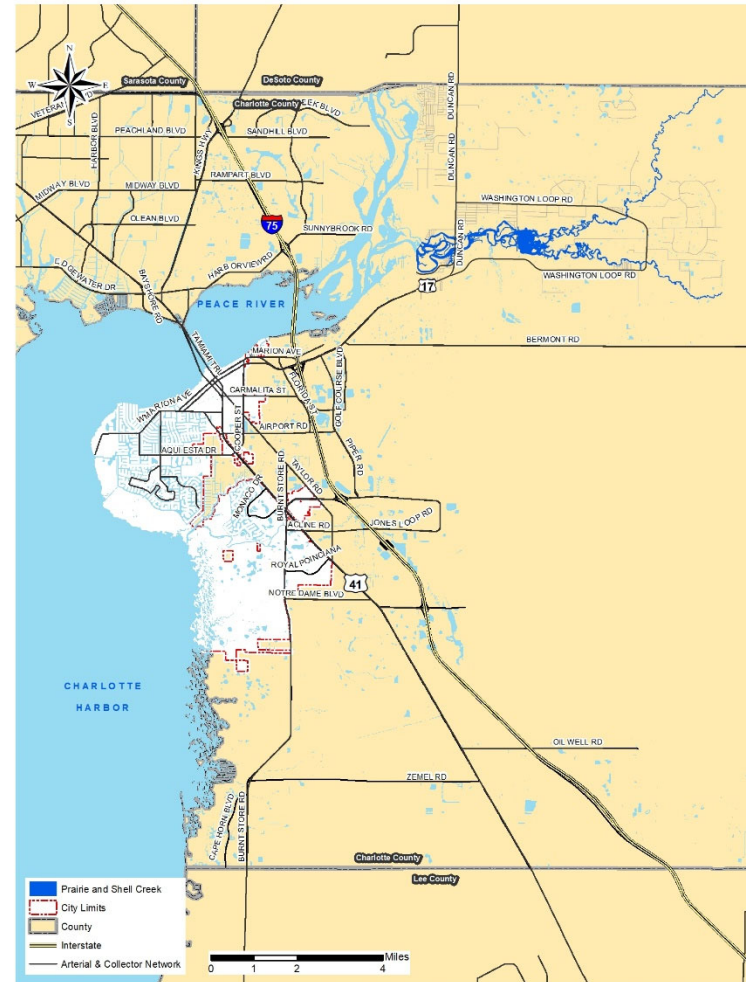 N
W E
S
Sarasota County
DeSoto County
Charlotte County
HARBOR BLVD
PEACHLAND BLVD
KINGS HWY
SANDHILL BLVD
DUNCAN RD
DUNCAN RD
RAMPART BLVD
MIDWAY BLVD
MIDWAY BLVD
WASHINGTON LOOP RD
OLEAN BLVD
75
SUNNYBROOK RD
DUNCAN RD
HARBORVIEW RD
EDGEWATER DR
BAYSHORE RD
WASHINGTON LOOP RD
17
PEACE RIVER
TAMIAMI TRL
BERMONT RD
MARION AVE
FLORIDA ST
GOLF COURSE BLVD
CARMALITA ST
W MARION AVE
COOPER ST
AIRPORT RD
AQUI ESTA DR
PIPER RD
TAYLOR RD
BURNT STORE RD
MONACO DR
ACLINE RD
JONES LOOP RD
ROYAL POINCIANA
41
NOTRE DAME BLVD
CHARLOTTE
HARBOR
OIL WELL RD
ZEMEL RD
CAPE HORN BLVD
BURNT STORE RD
Charlotte County
Lee County
Prairie and Shell Creek
City Limits
County
Interstate
Arterial & Collector Network
Miles
0 1 2 4